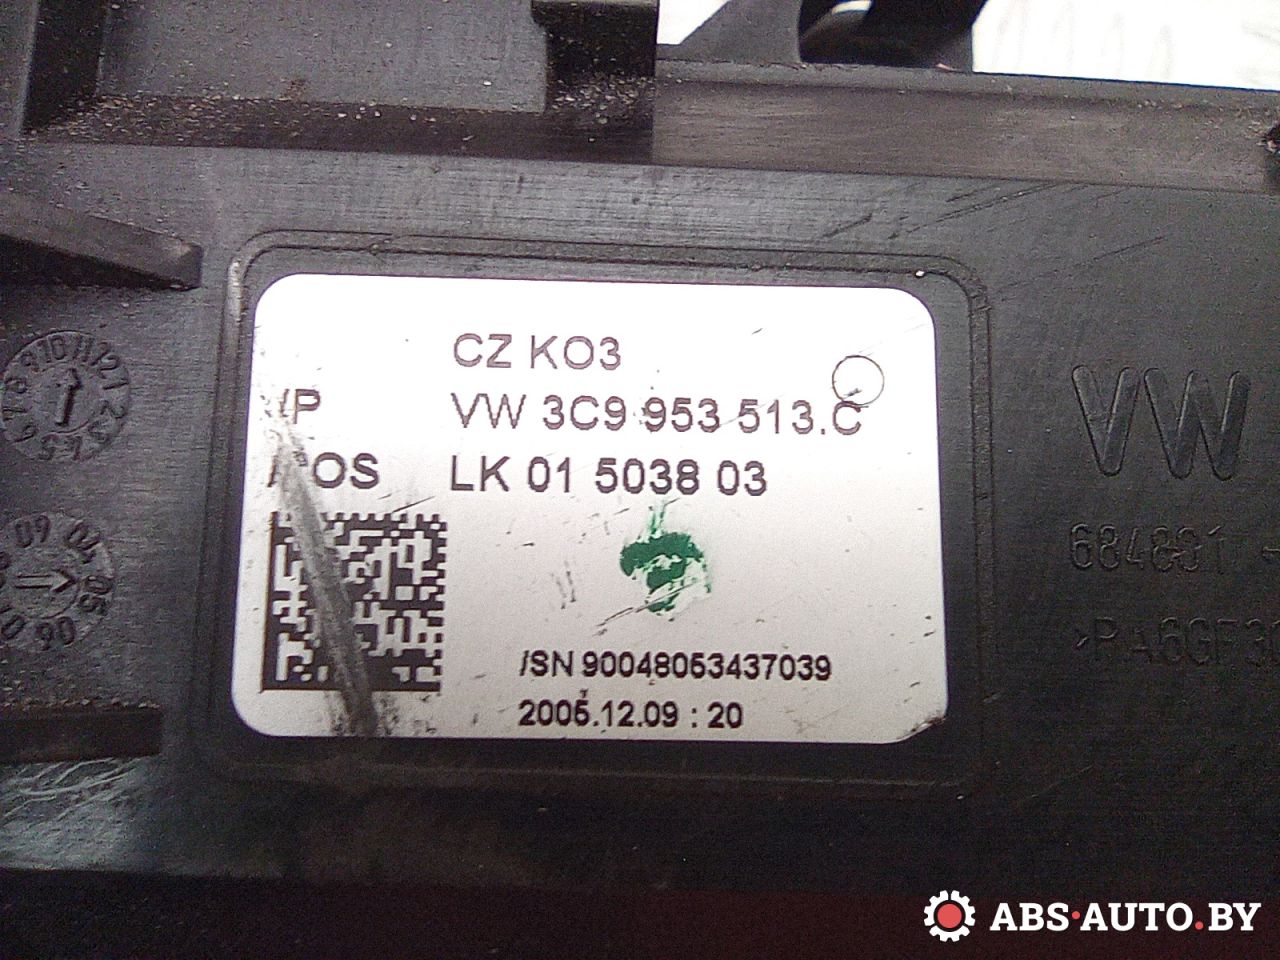 CZ KO3
VW 3C9 953 513.C
OS LK 01 5038 03
/SN 90048053437039
2005.12.09 : 20
VW
ABS·AUTO.BY